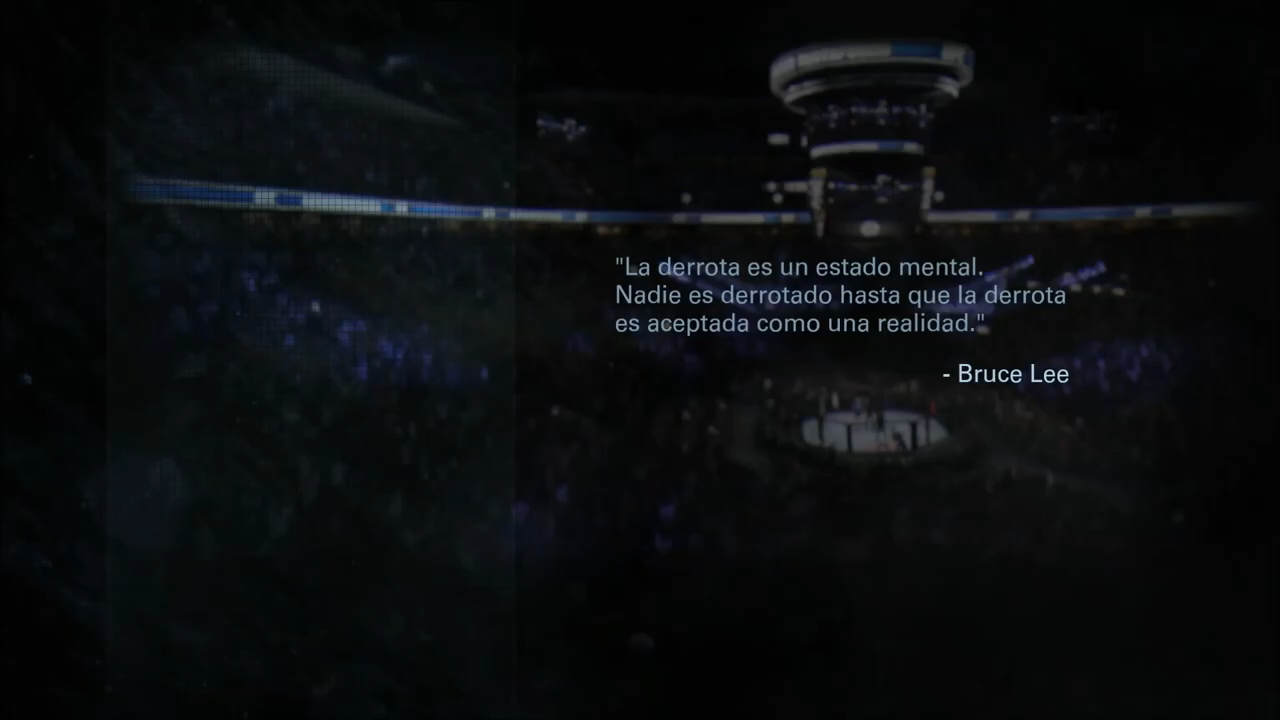 "La derrota es un estado mental.
Nadie es derrotado hasta que la derrota
es aceptada como una realidad."
- Bruce Lee